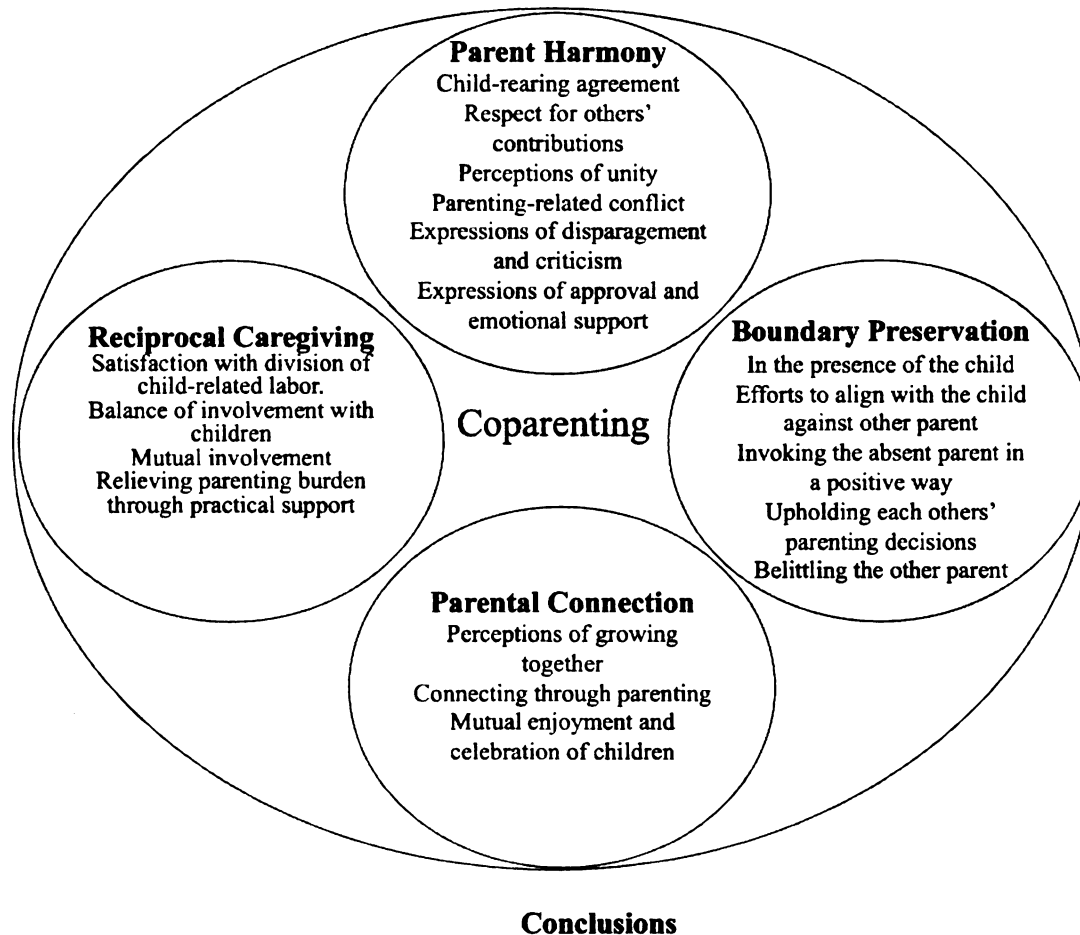 Parent Harmony
Child-rearing agreement
Respect for others'
contributions
Perceptions of unity
Parenting-related conflict
Expressions of disparagement
and criticism
Expressions of approval and
emotional support
Reciprocal Caregiving
Satisfaction with division of
child-related labor.
Balance of involvement with
children
Mutual involvement
Relieving parenting burden
through practical support
Coparenting
Boundary Preservation
In the presence of the child
Efforts to align with the child
against other parent
Invoking the absent parent in
a positive way
Upholding each others'
parenting decisions
Belittling the other parent
Parental Connection
Perceptions of growing
together
Connecting through parenting
Mutual enjoyment and
celebration of children
Conclusions